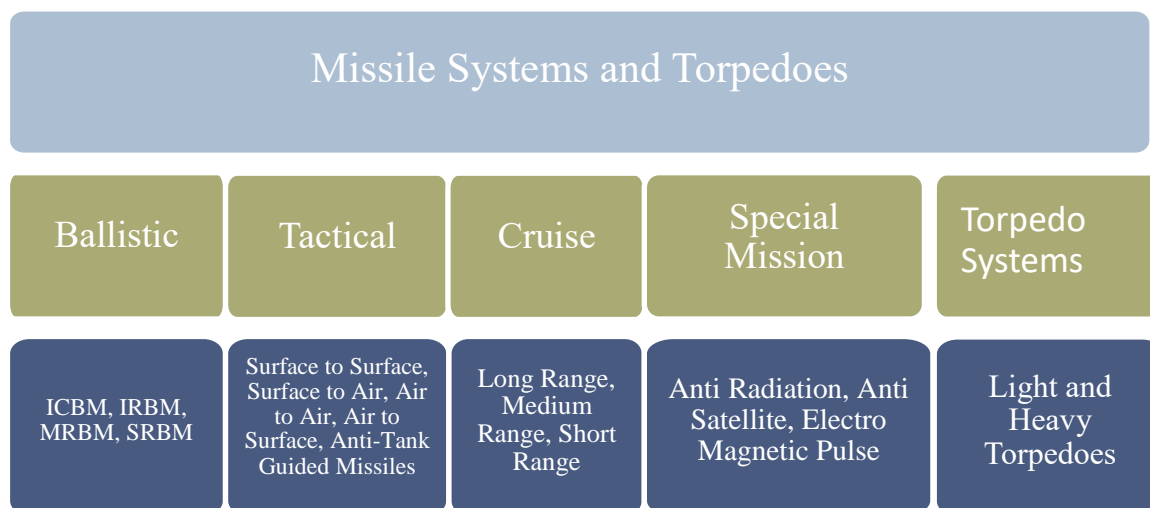 Missile Systems and Torpedoes
Ballistic
Tactical
Cruise
Special
Mission
Torpedo
Systems
ICBM, IRBM,
MRBM, SRBM
Surface to Surface,
Surface to Air, Air
to Air, Air to
Surface, Anti-Tank
Guided Missiles
Long Range,
Medium
Range, Short
Range
Anti Radiation, Anti
Satellite, Electro
Magnetic Pulse
Light and
Heavy
Torpedoes